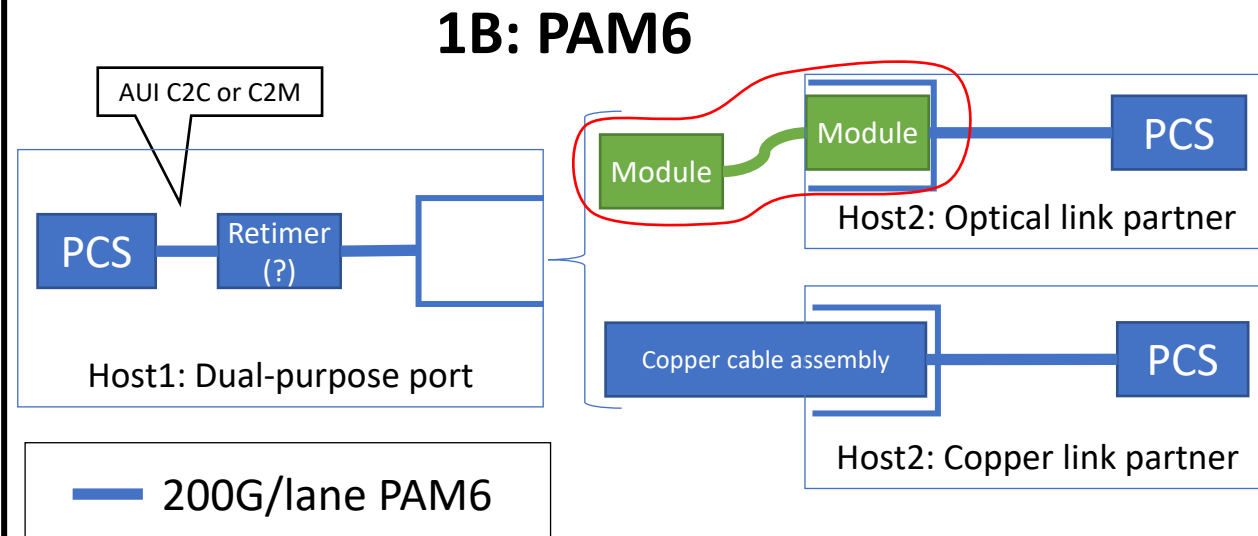 1B: PAM6
AUI C2C or C2M
PCS
Retimer
(?)
Host1: Dual-purpose port
Module
Module
PCS
Host2: Optical link partner
Copper cable assembly
PCS
Host2: Copper link partner
200G/lane PAM6